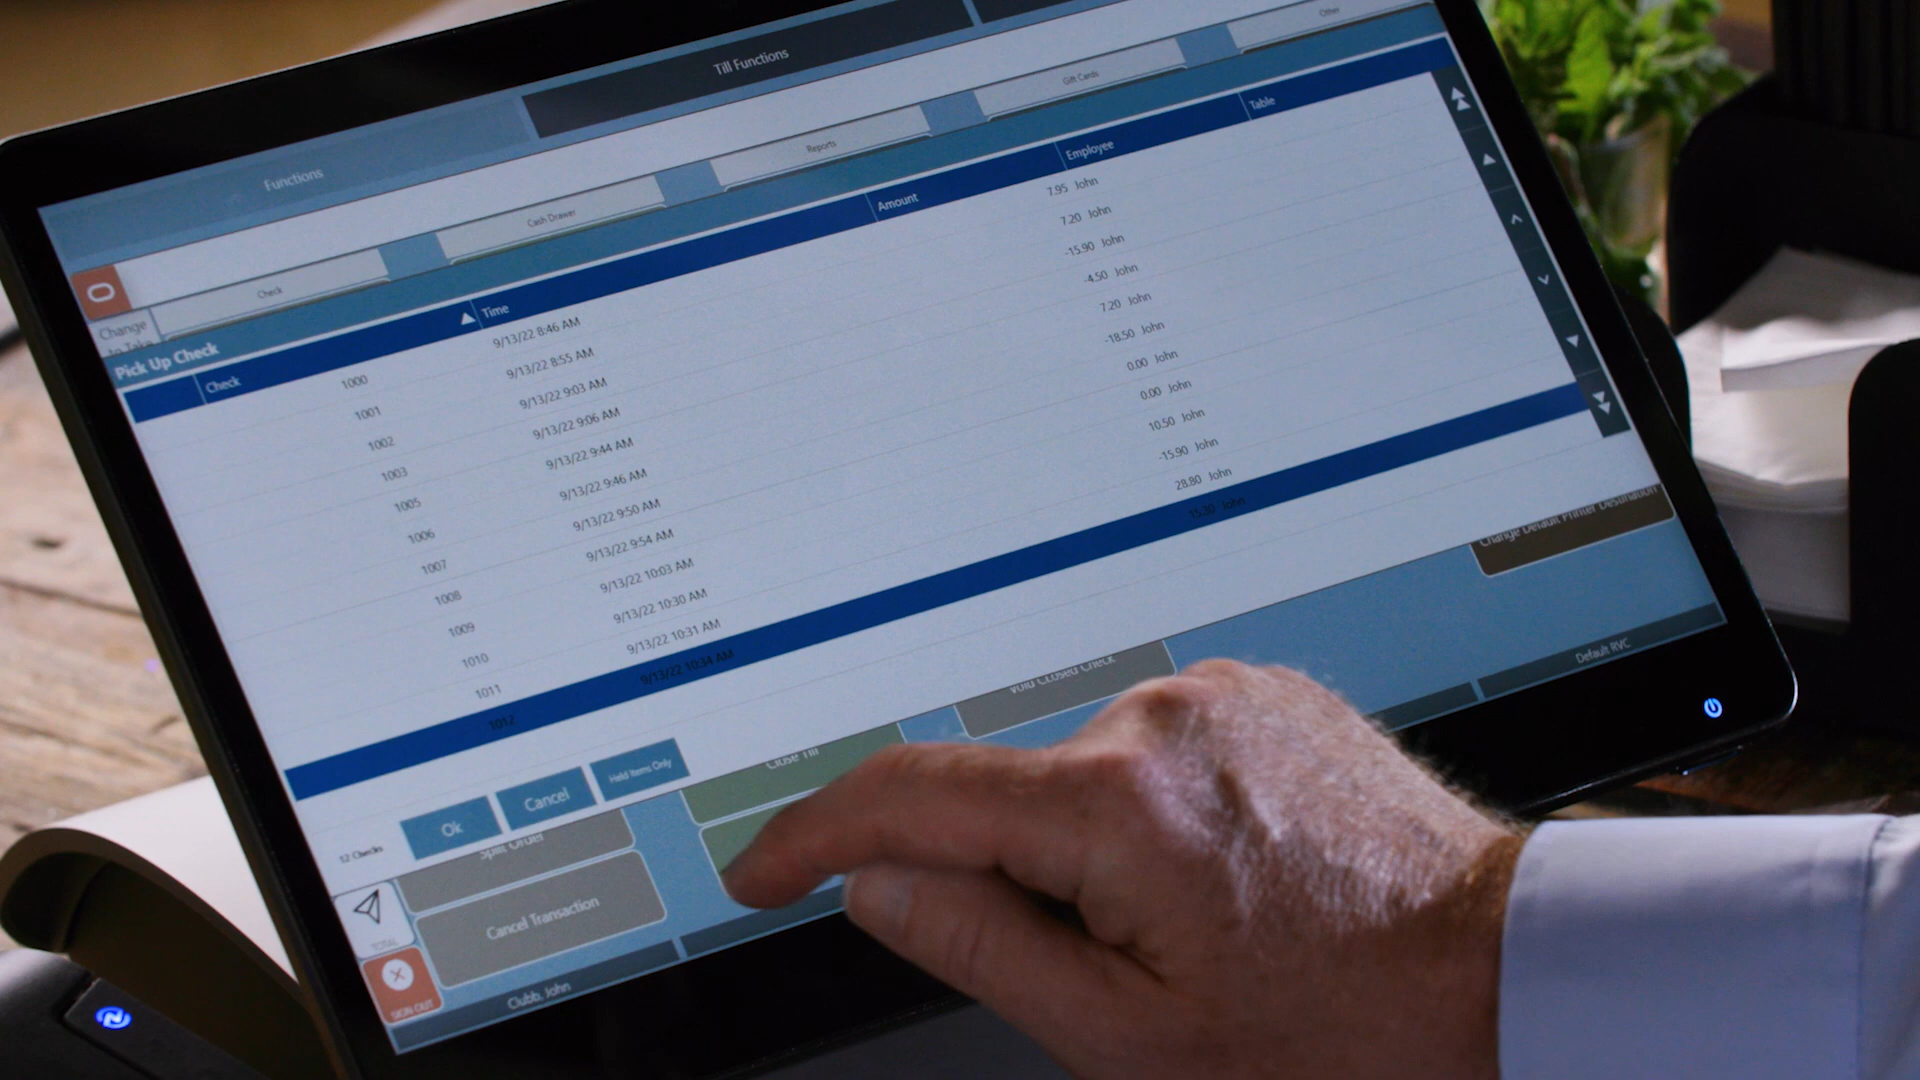 Till Functions
Functions
Other
Gift Cards
Reports
Cash Drawer
Check
Change
to Take
Pick Up Check
Check Time Amount Employee Table
1000 9/13/22 8:46 AM 7.95 John
1001 9/13/22 8:55 AM 7.20 John
1002 9/13/22 9:03 AM -15.90 John
1003 9/13/22 9:06 AM -4.50 John
1005 9/13/22 9:44 AM 7.20 John
1006 9/13/22 9:46 AM -18.50 John
1007 9/13/22 9:50 AM 0.00 John
1008 9/13/22 9:54 AM 0.00 John
1009 9/13/22 10:03 AM 10.50 John
1010 9/13/22 10:30 AM -15.90 John
1011 9/13/22 10:31 AM 28.80 John
1012 9/13/22 10:34 AM 15.30 John
12 Checks
Ok
Cancel
Held Items Only
Change Default Printer Destination
Void Closed Check
Close Till
Split Order
Cancel Transaction
TOTAL
SIGN OUT
Clubb, John
Default RVC